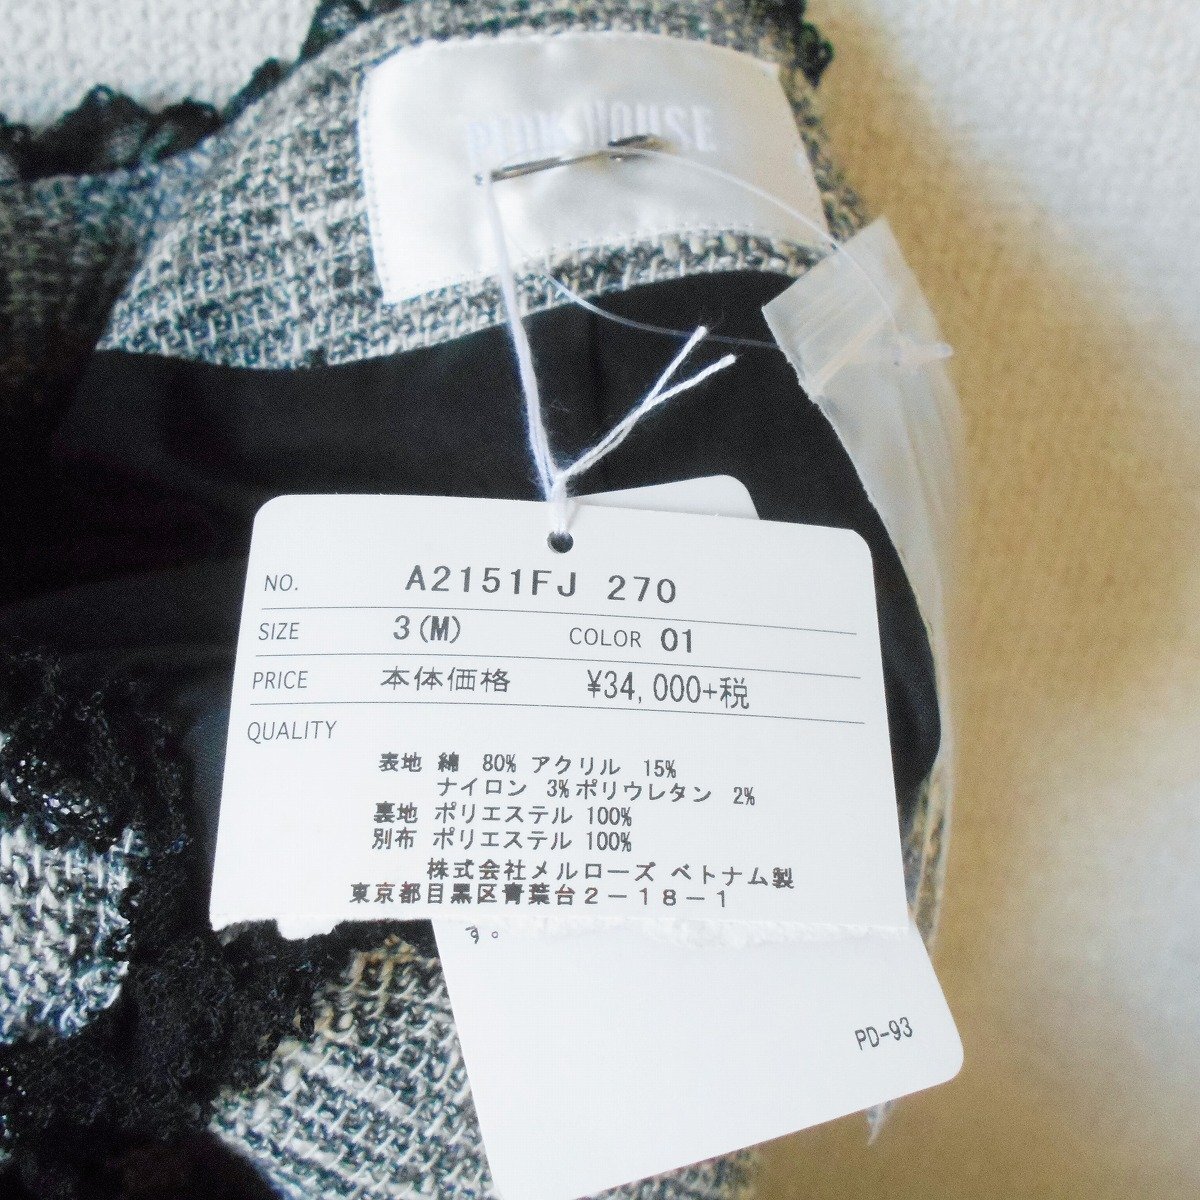 PINK HOUSE
NO. A2151FJ 270
SIZE 3(M) COLOR 01
PRICE 本体価格 ¥34,000+税
QUALITY
表地 綿 80% アクリル 15%
ナイロン 3% ポリウレタン 2%
裏地 ポリエステル 100%
別布 ポリエステル 100%
株式会社メルローズ ベトナム製
東京都目黒区青葉台2-18-1
す。
PD-93